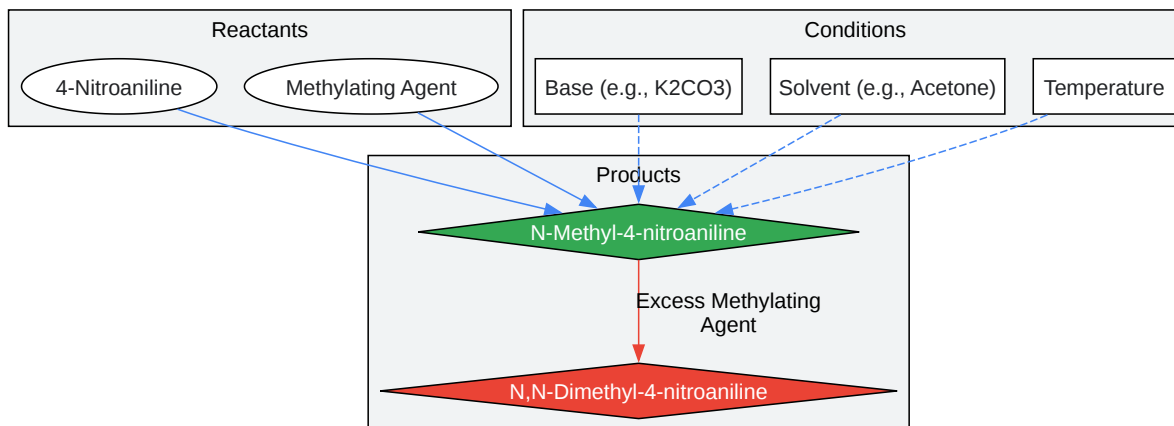 Reactants
Conditions
4-Nitroaniline
Methylating Agent
Base (e.g., K2CO3)
Solvent (e.g., Acetone)
Temperature
Products
N-Methyl-4-nitroaniline
Excess Methylating
Agent
N,N-Dimethyl-4-nitroaniline